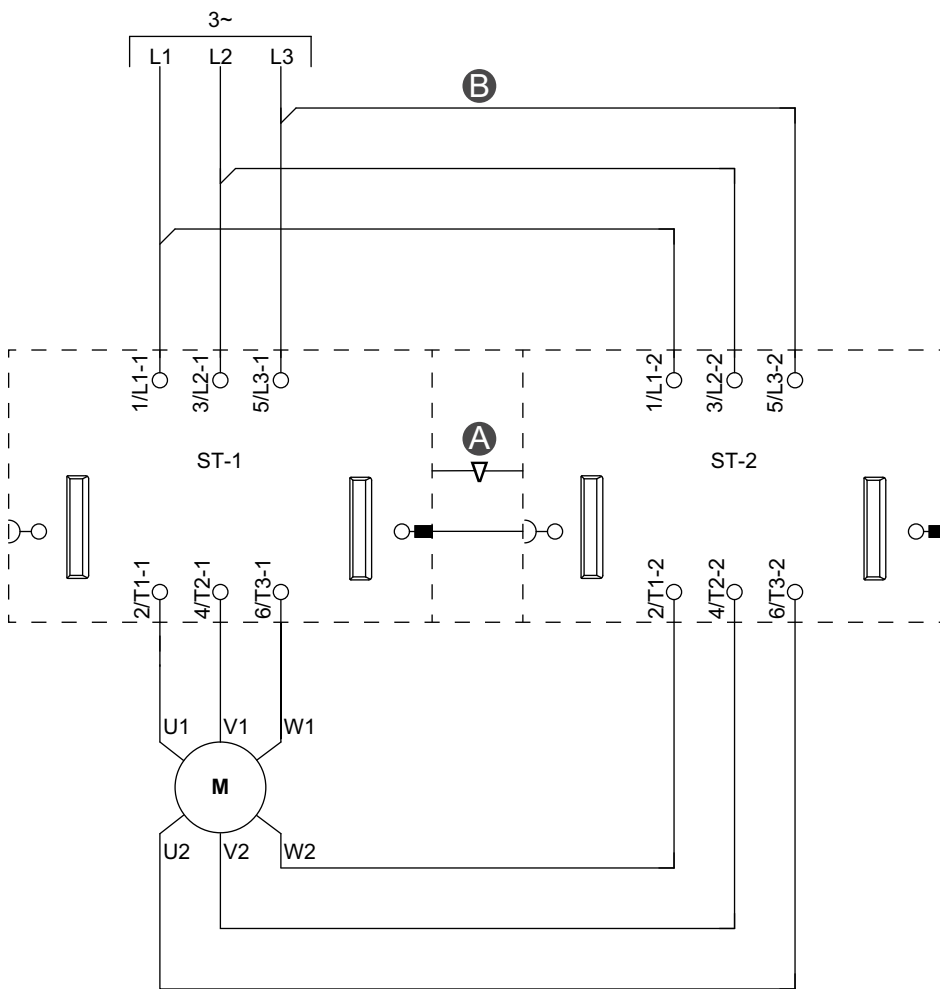 3~
L1 L2 L3
B
1/L1-1 3/L2-1 5/L3-1 1/L1-2 3/L2-2 5/L3-2
A
ST-1 ST-2
2/T1-1 4/T2-1 6/T3-1 2/T1-2 4/T2-2 6/T3-2
U1 V1 W1
M
U2 V2 W2